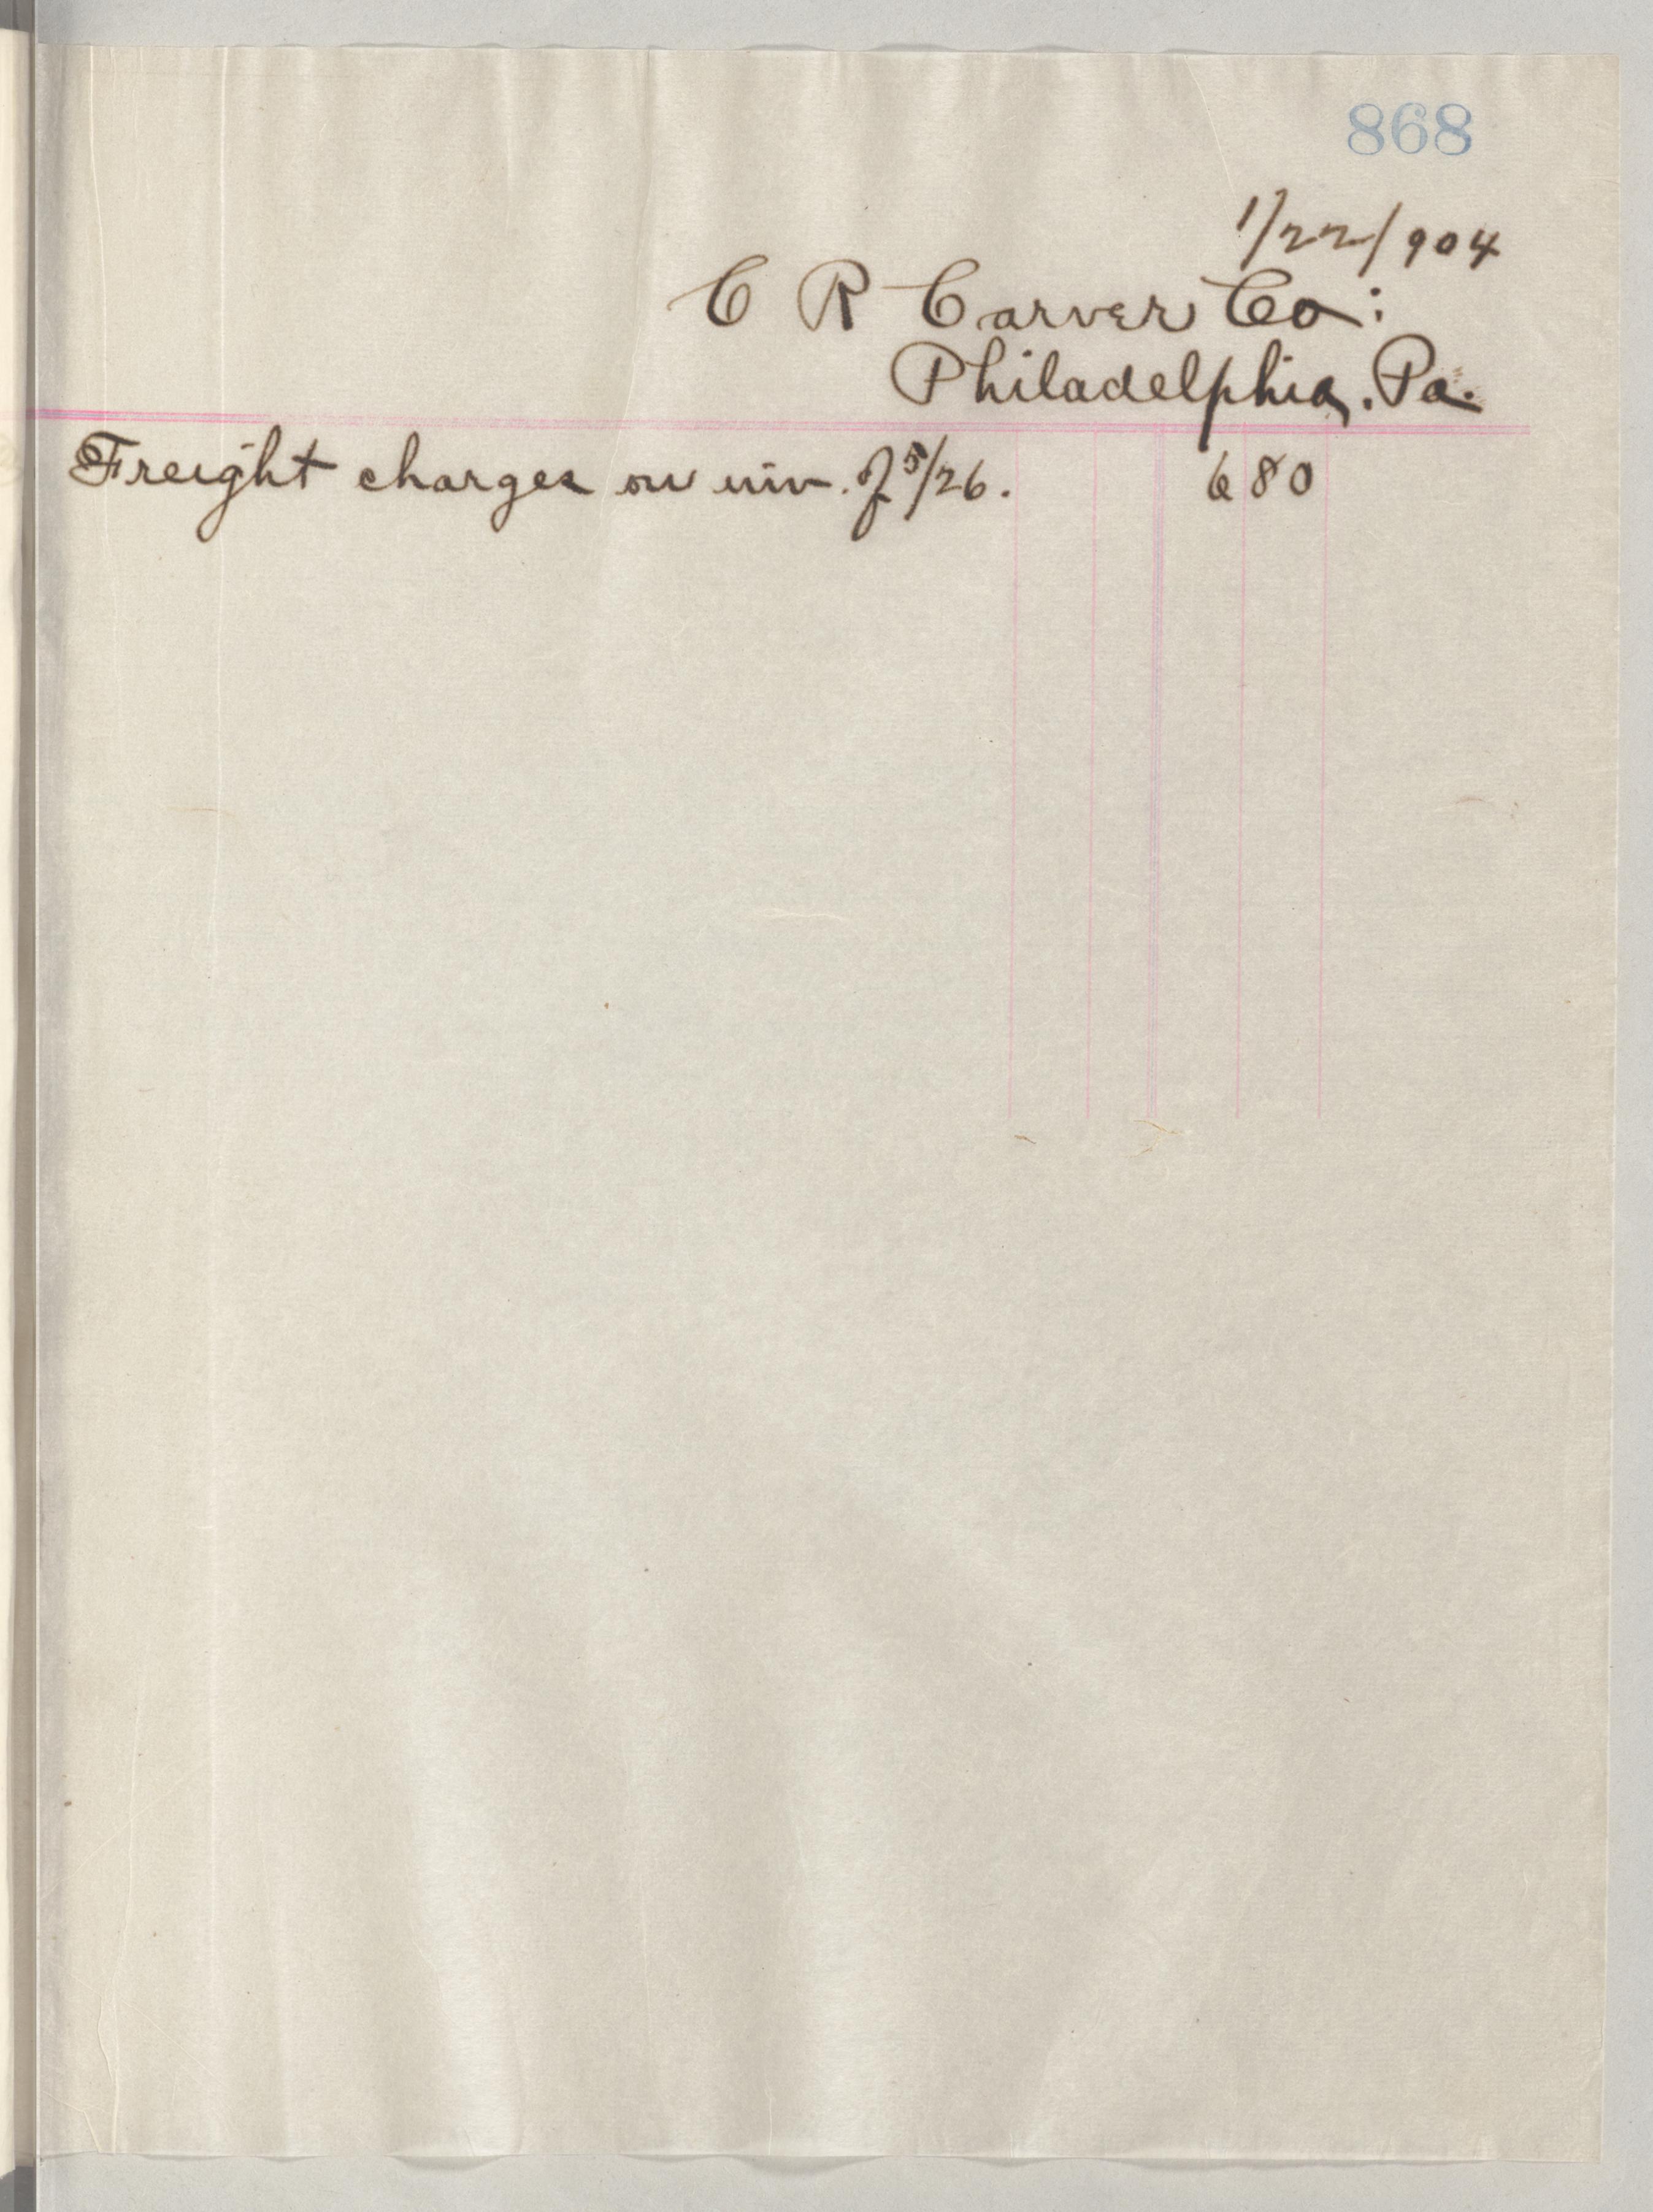 868
1/22/904
C R Carver Co:
Philadelphia, Pa.
Freight charges on inv. of 5/26. 6 80